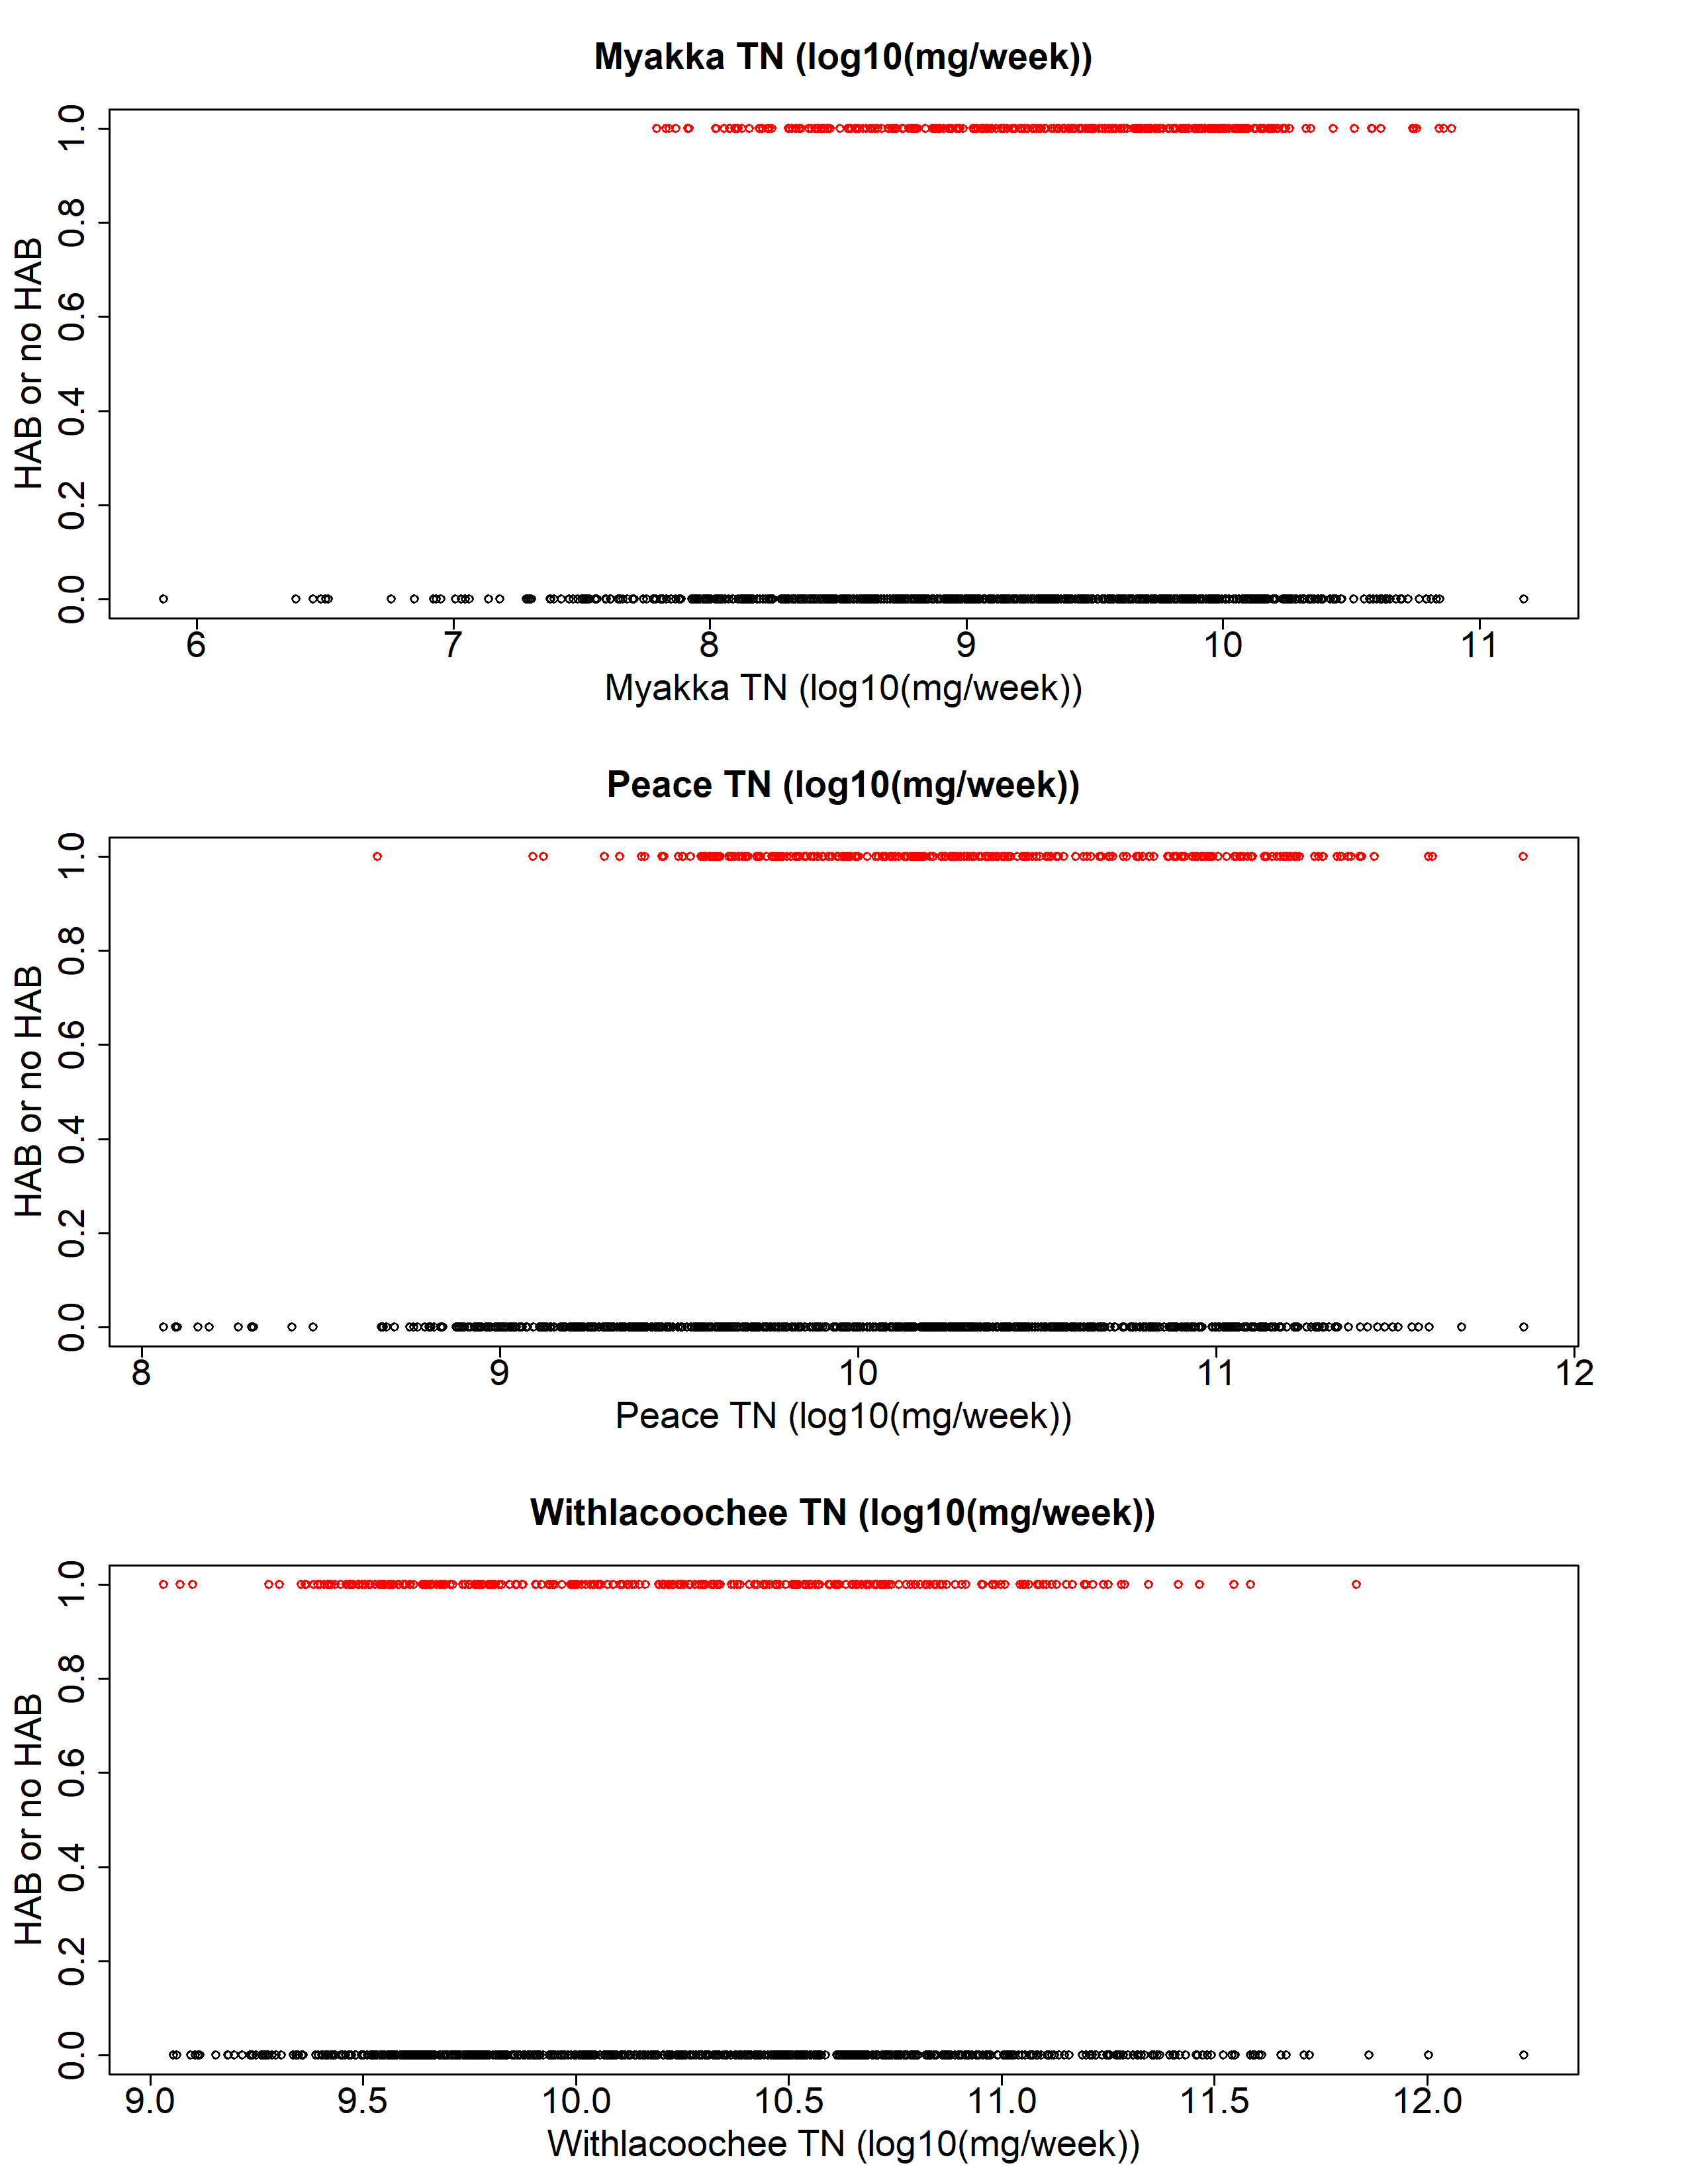 Myakka TN (log10(mg/week))
HAB or no HAB
0.0 0.2 0.4 0.6 0.8 1.0
6 7 8 9 10 11
Myakka TN (log10(mg/week))
Peace TN (log10(mg/week))
HAB or no HAB
0.0 0.2 0.4 0.6 0.8 1.0
8 9 10 11 12
Peace TN (log10(mg/week))
Withlacoochee TN (log10(mg/week))
HAB or no HAB
0.0 0.2 0.4 0.6 0.8 1.0
9.0 9.5 10.0 10.5 11.0 11.5 12.0
Withlacoochee TN (log10(mg/week))